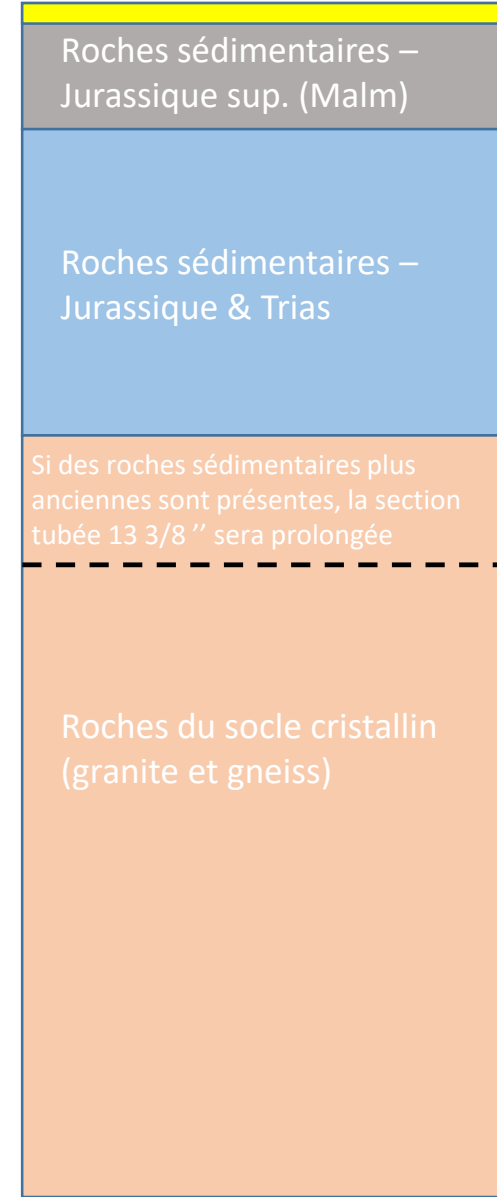 Roches sédimentaires –
Jurassique sup. (Malm)
Roches sédimentaires –
Jurassique & Trias
Si des roches sédimentaires plus
anciennes sont présentes, la section
tubée 13 3/8 ’’ sera prolongée
Roches du socle cristallin
(granite et gneiss)